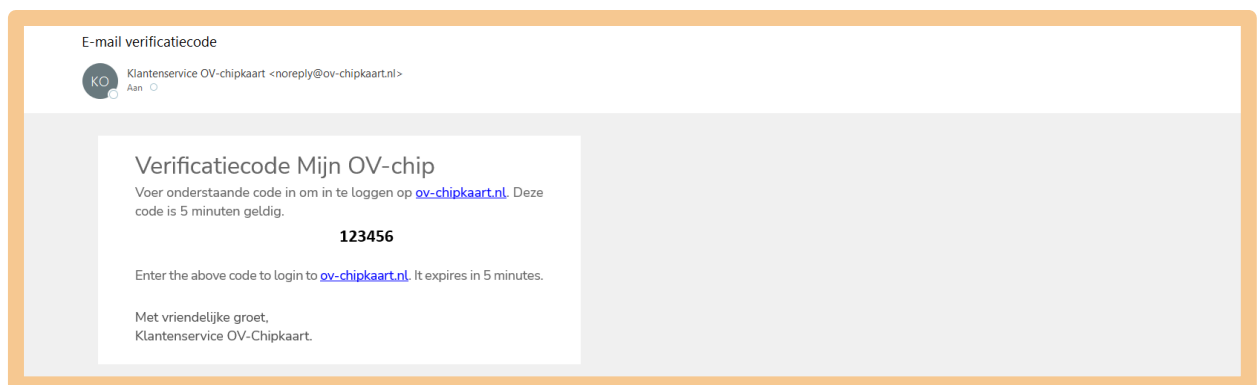 E-mail verificatiecode
KO
Klantenservice OV-chipkaart <noreply@ov-chipkaart.nl>
Aan
Verificatiecode Mijn OV-chip
Voer onderstaande code in om in te loggen op ov-chipkaart.nl. Deze
code is 5 minuten geldig.
123456
Enter the above code to login to ov-chipkaart.nl. It expires in 5 minutes.
Met vriendelijke groet,
Klantenservice OV-Chipkaart.